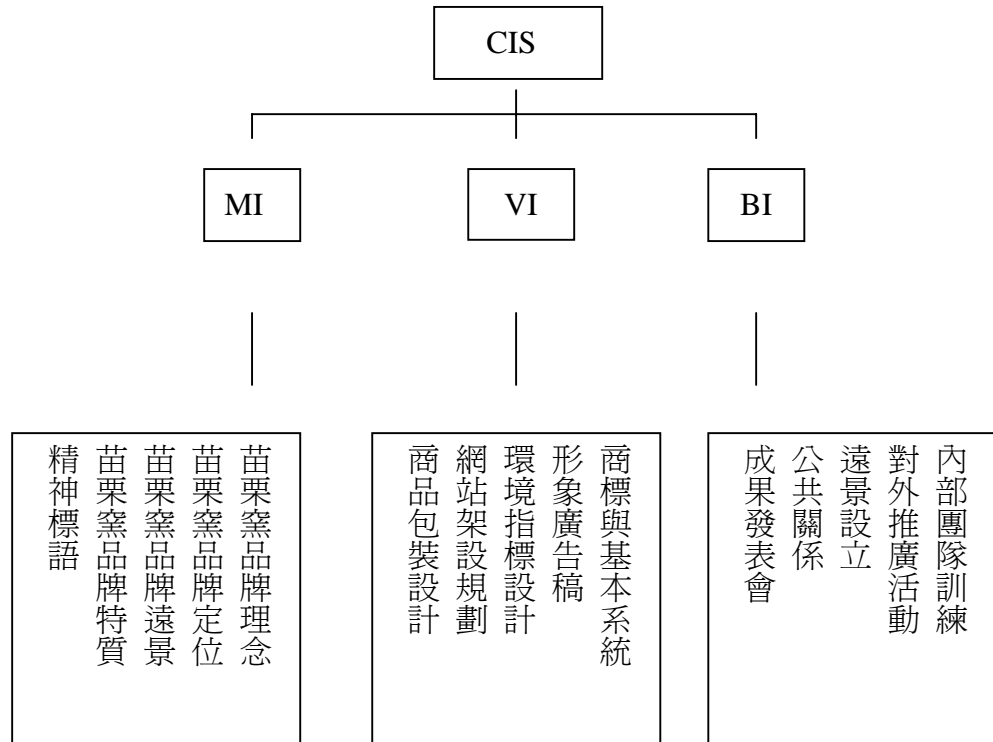 CIS
MI
VI
BI
苗栗窯品牌理念
苗栗窯品牌定位
苗栗窯品牌遠景
苗栗窯品牌特質
精神標語
商標與基本系統
形象廣告稿
環境指標設計
網站架設規劃
商品包裝設計
內部團隊訓練
對外推廣活動
遠景設立
公共關係
成果發表會